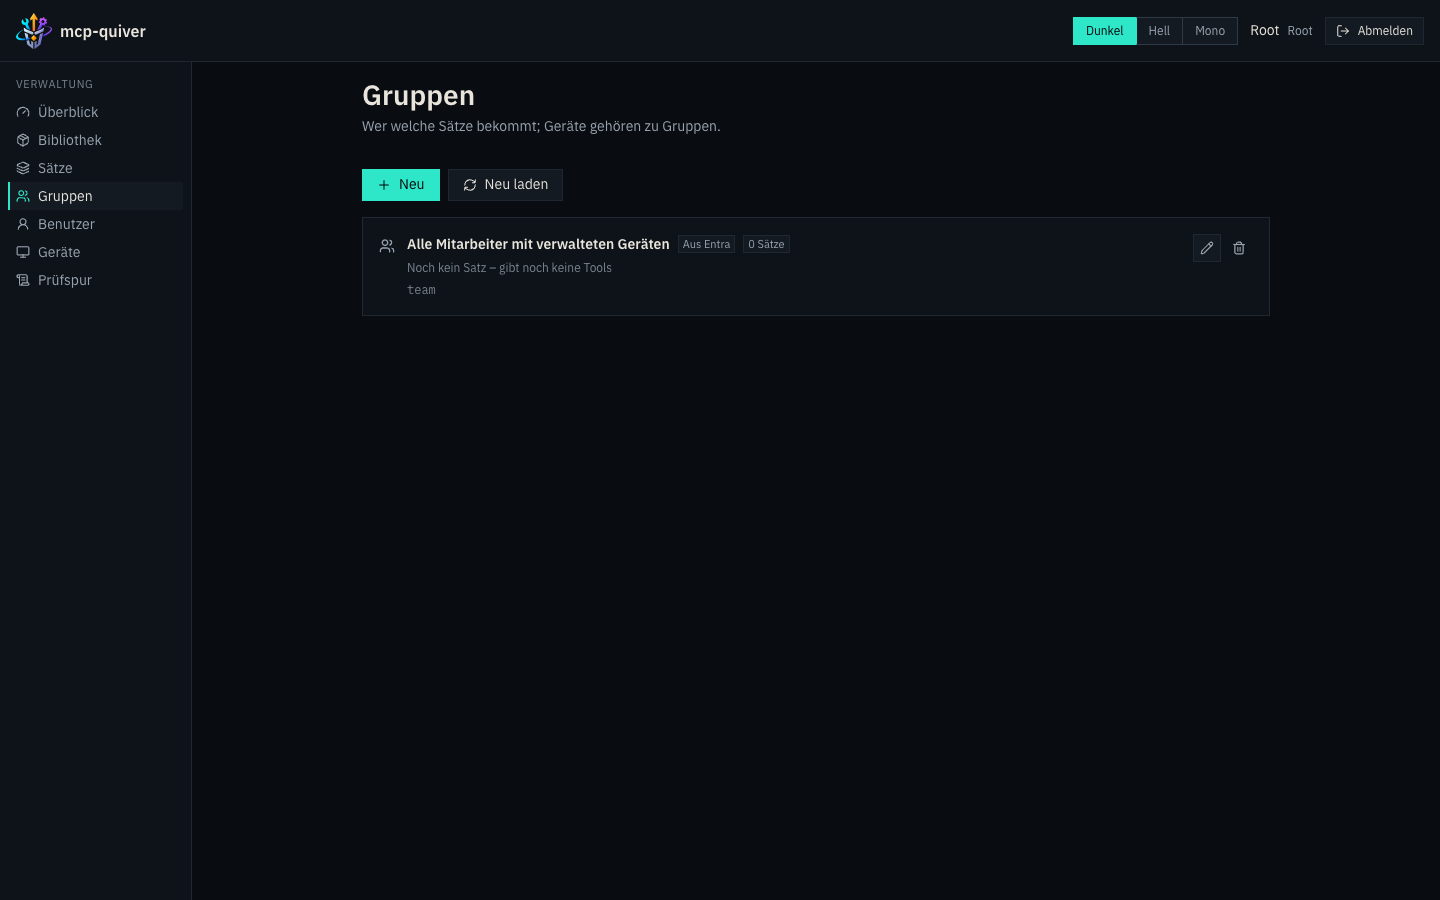 mcp-quiver
Dunkel Hell Mono Root Root Abmelden
VERWALTUNG
Überblick
Bibliothek
Sätze
Gruppen
Benutzer
Geräte
Prüfspur
Gruppen
Wer welche Sätze bekommt; Geräte gehören zu Gruppen.
Neu Neu laden
Alle Mitarbeiter mit verwalteten Geräten Aus Entra 0 Sätze
Noch kein Satz – gibt noch keine Tools
team